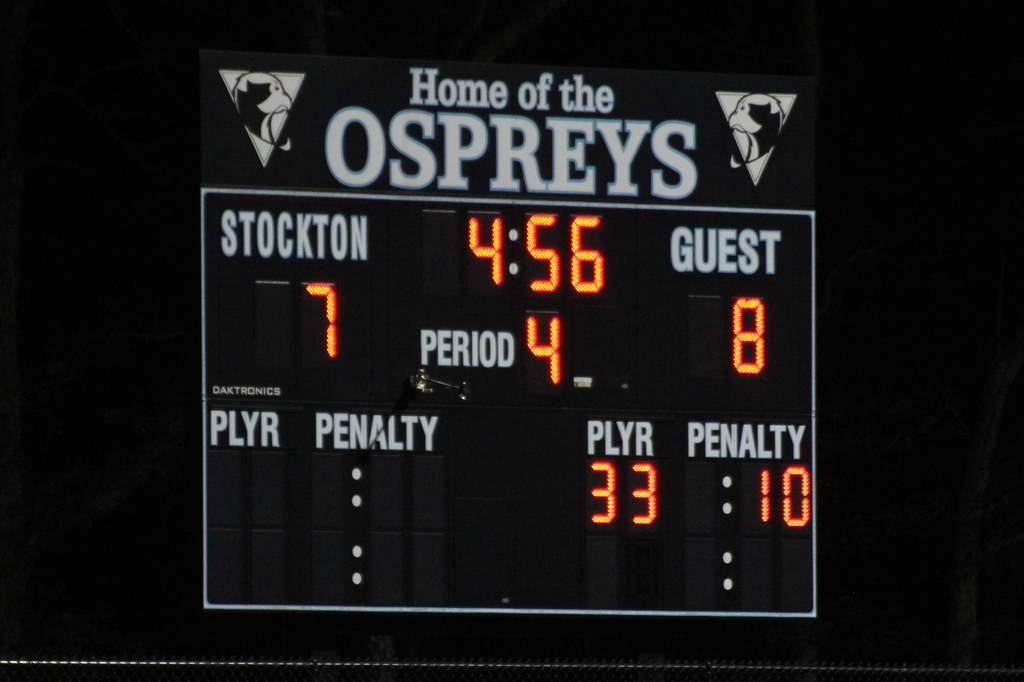 Home of the
OSPREYS
STOCKTON 4:56 GUEST
7 PERIOD 4 8
DAKTRONICS
PLYR PENALTY PLYR PENALTY
: 33 :10
: :